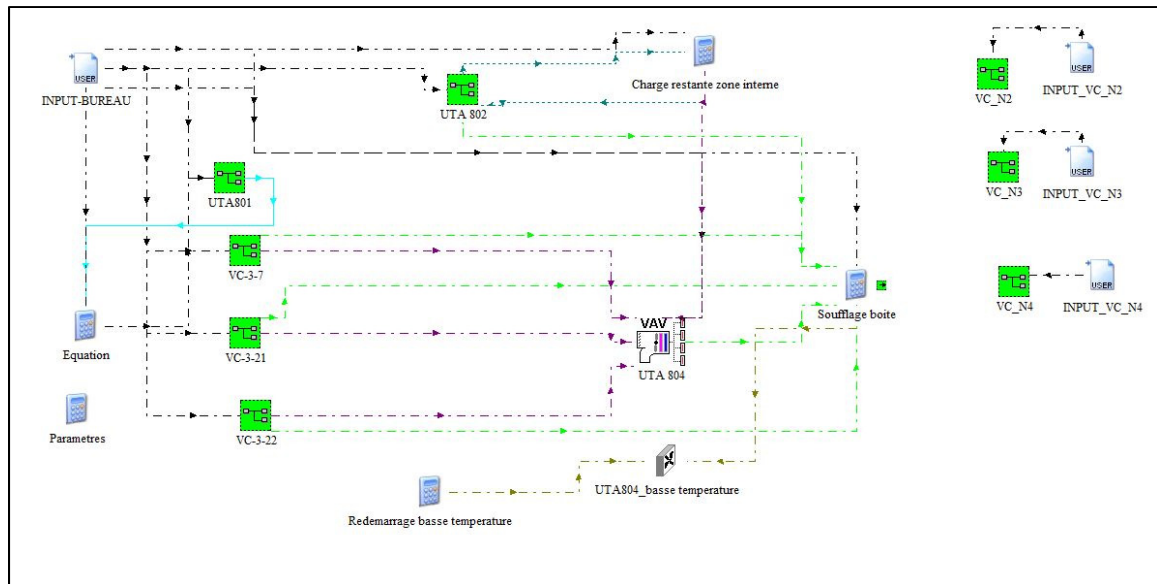 USER
INPUT-BUREAU
UTA 802
Charge restante zone interne
VC_N2
USER
INPUT_VC_N2
VC_N3
USER
INPUT_VC_N3
UTA801
VC-3-7
VC_N4
USER
INPUT_VC_N4
Soufflage boite
Equation
VC-3-21
VAV
UTA 804
Parametres
VC-3-22
UTA804_basse temperature
Redemarrage basse temperature